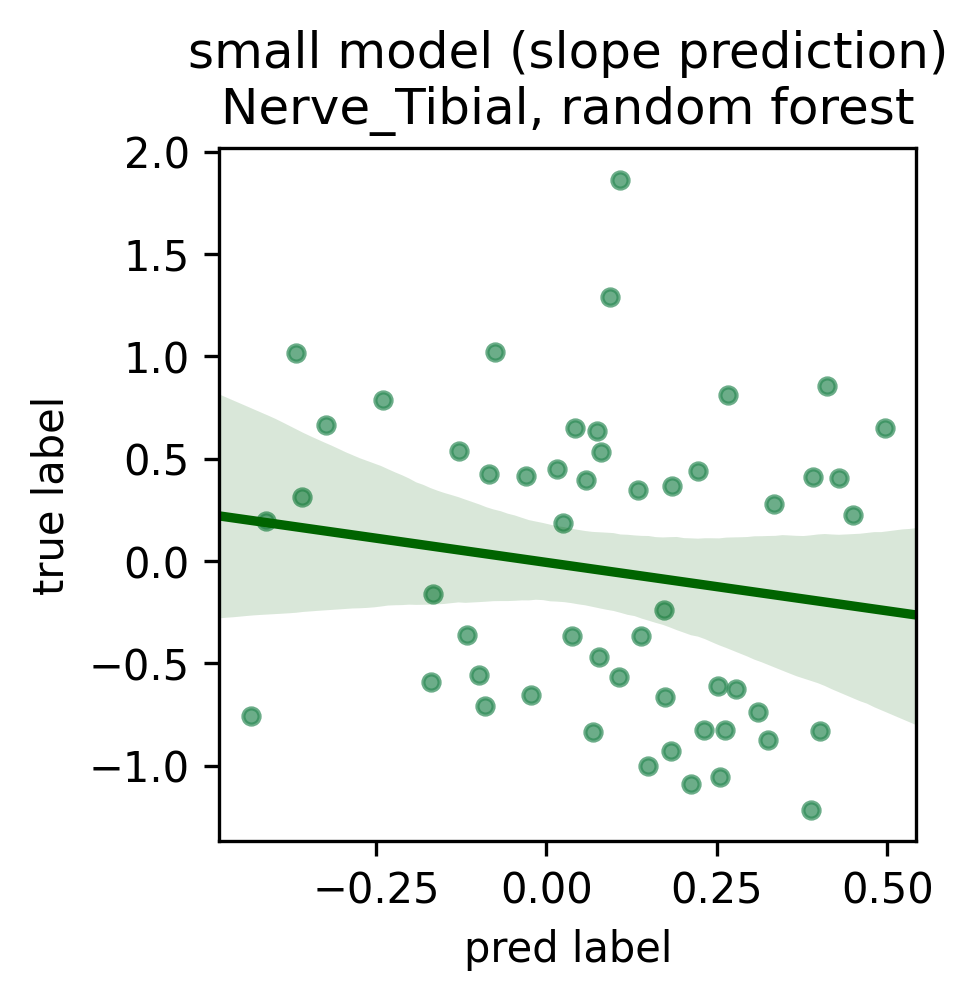 small model (slope prediction)
Nerve_Tibial, random forest
2.0
1.5
1.0
0.5
0.0
−0.5
−1.0
true label
−0.25 0.00 0.25 0.50
pred label